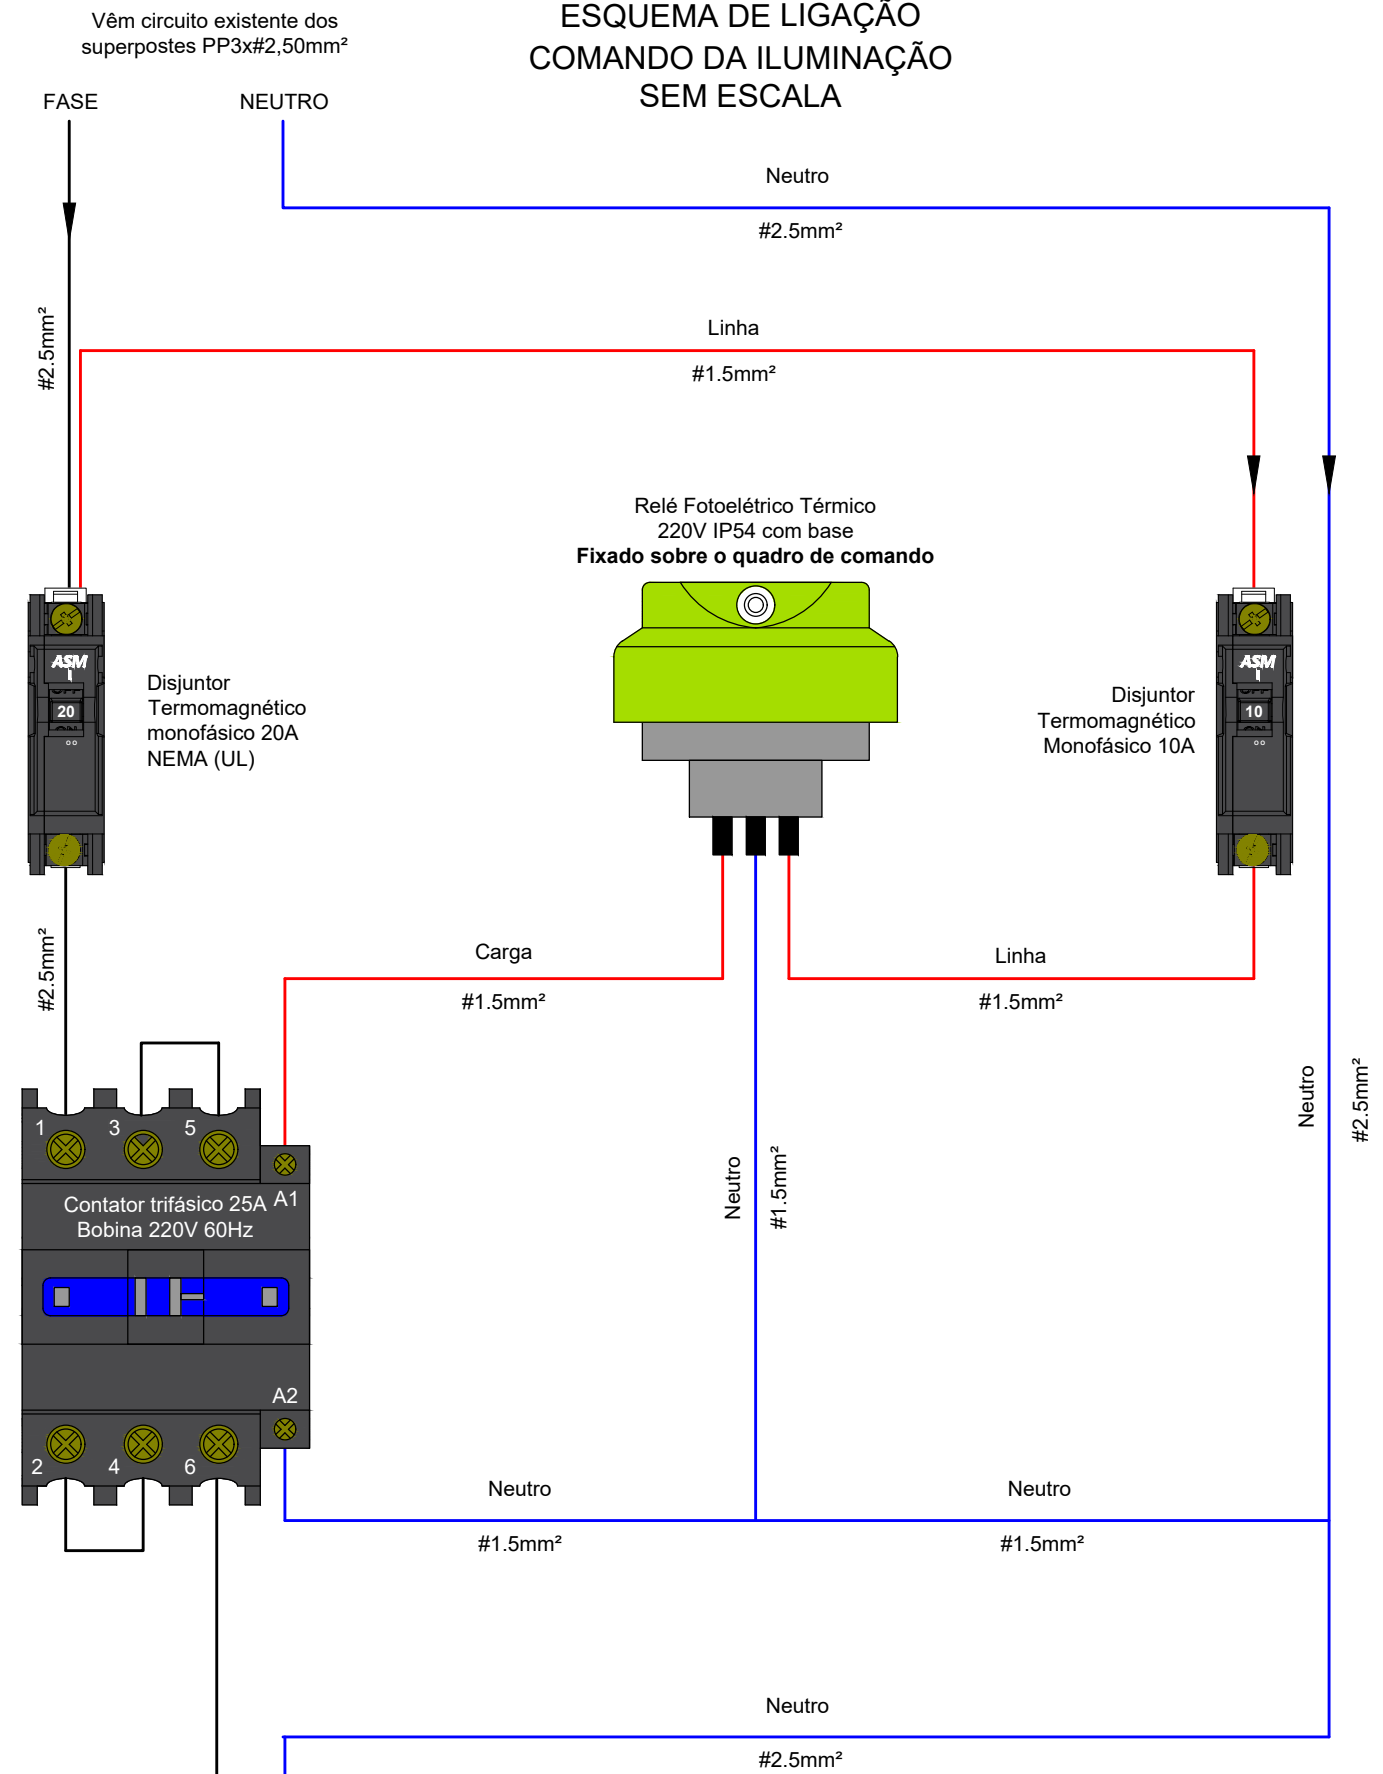 Vêm circuito existente dos
superpostes PP3x#2,50mm²
ESQUEMA DE LIGAÇÃO
COMANDO DA ILUMINAÇÃO
SEM ESCALA
FASE
NEUTRO
Neutro
#2.5mm²
#2.5mm²
Linha
#1.5mm²
Relé Fotoelétrico Térmico
220V IP54 com base
Fixado sobre o quadro de comando
ASM
I
OFF
20
ON
Disjuntor
Termomagnético
monofásico 20A
NEMA (UL)
Disjuntor
Termomagnético
Monofásico 10A
ASM
I
OFF
10
ON
#2.5mm²
Carga
#1.5mm²
Linha
#1.5mm²
Neutro
#2.5mm²
1
3
5
A1
Contator trifásico 25A
Bobina 220V 60Hz
Neutro
#1.5mm²
A2
2
4
6
Neutro
#1.5mm²
Neutro
#1.5mm²
Neutro
#2.5mm²